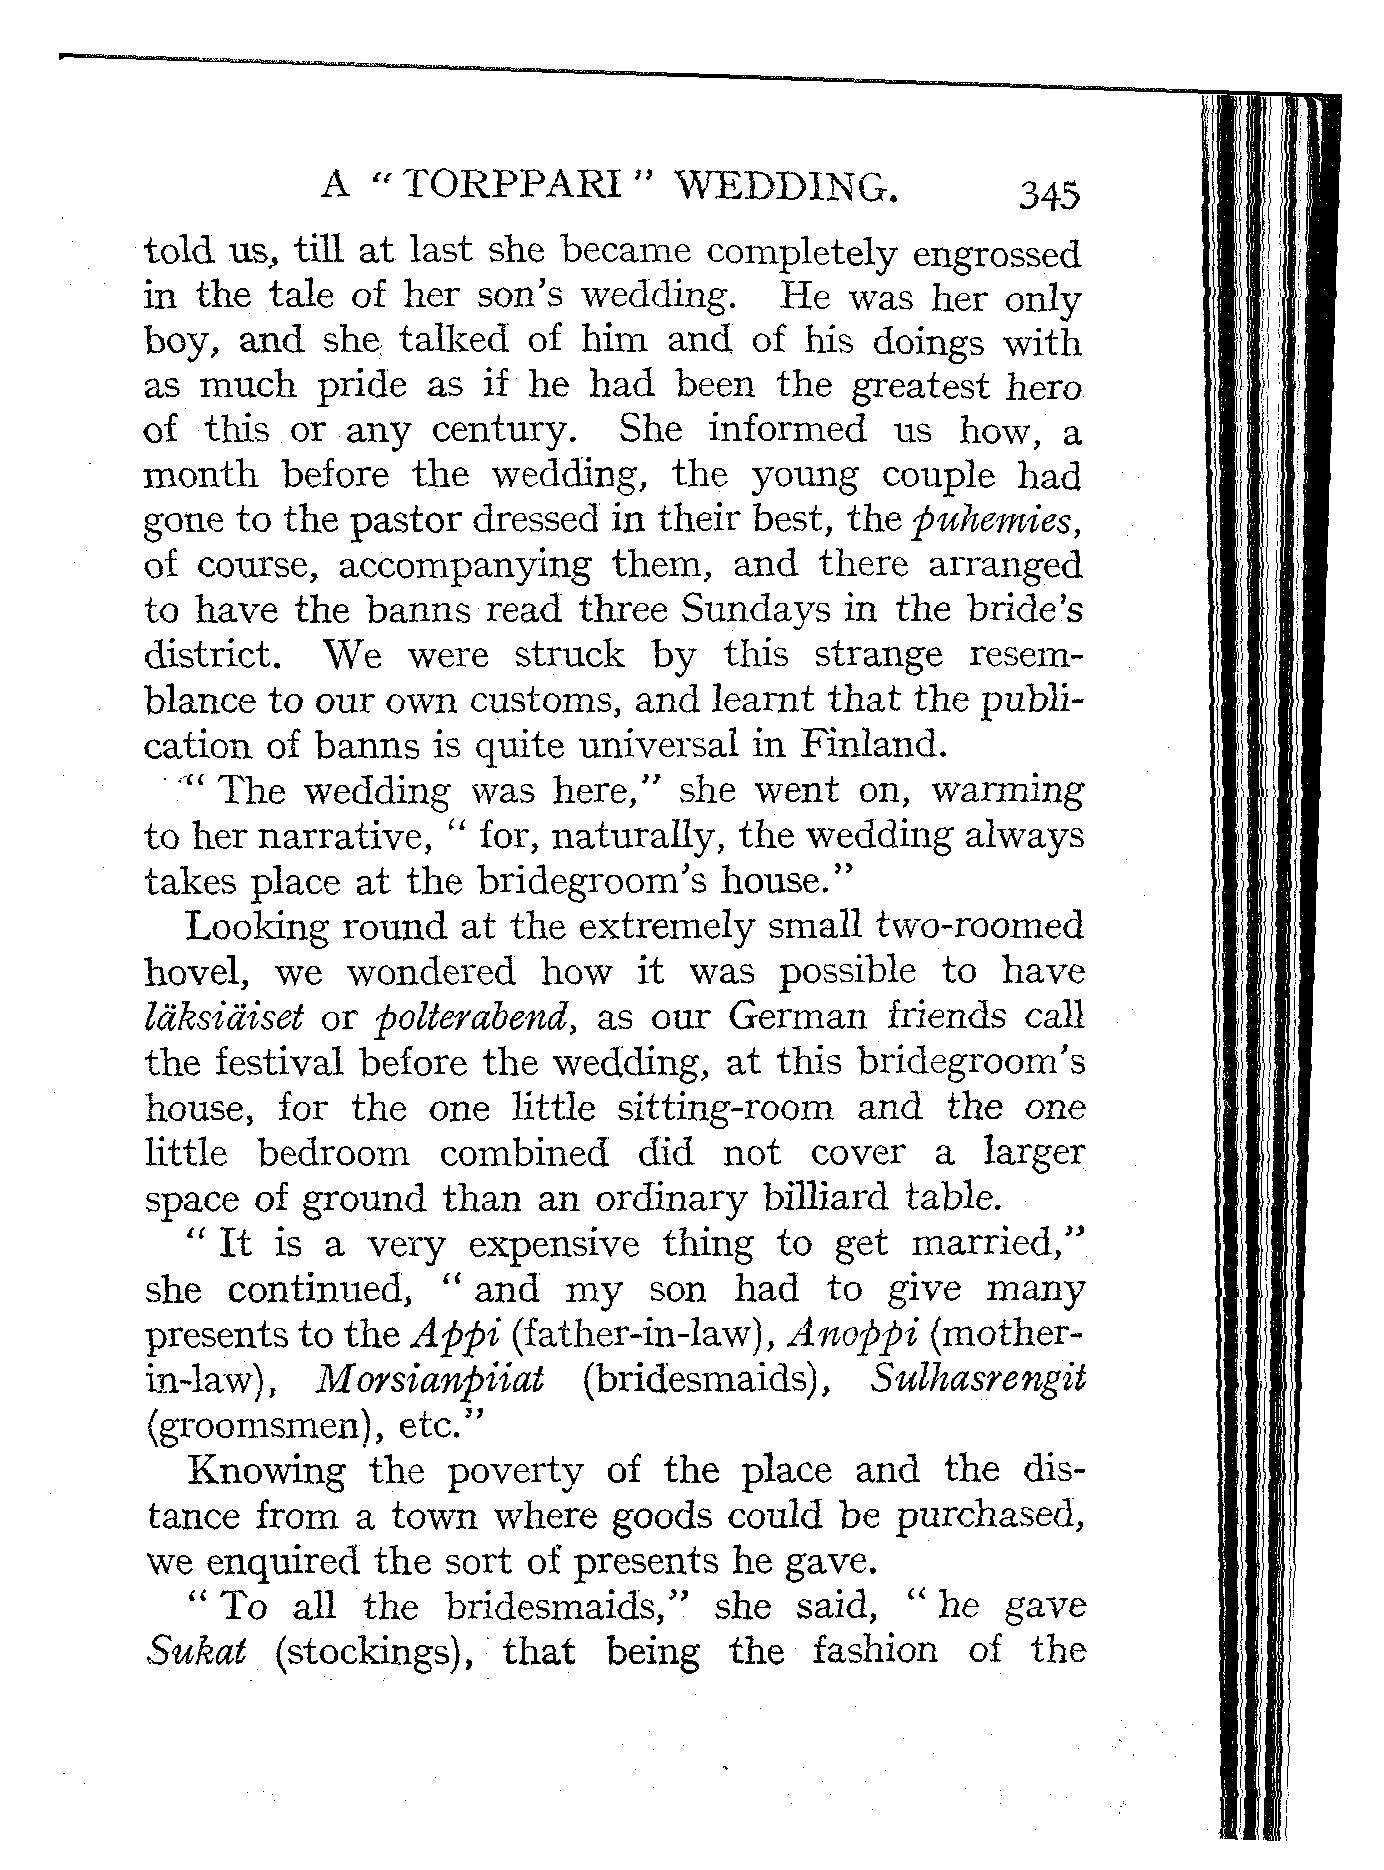 A " TORPPARI " WEDDING. 345
told us, till at last she became completely engrossed
in the tale of her son's wedding. He was her only
boy, and she talked of him and of his doings with
as much pride as if he had been the greatest hero
of this or any century. She informed us how, a
month before the wedding, the young couple had
gone to the pastor dressed in their best, the puhemies,
of course, accompanying them, and there arranged
to have the banns read three Sundays in the bride's
district. We were struck by this strange resem-
blance to our own customs, and learnt that the publi-
cation of banns is quite universal in Finland.
" The wedding was here," she went on, warming
to her narrative, " for, naturally, the wedding always
takes place at the bridegroom's house."
Looking round at the extremely small two-roomed
hovel, we wondered how it was possible to have
läksiäiset or polterabend, as our German friends call
the festival before the wedding, at this bridegroom's
house, for the one little sitting-room and the one
little bedroom combined did not cover a larger
space of ground than an ordinary billiard table.
" It is a very expensive thing to get married,"
she continued, " and my son had to give many
presents to the Appi (father-in-law), Anoppi (mother-
in-law), Morsianpiiat (bridesmaids), Sulhasrengit
(groomsmen), etc."
Knowing the poverty of the place and the dis-
tance from a town where goods could be purchased,
we enquired the sort of presents he gave.
" To all the bridesmaids," she said, " he gave
Sukat (stockings), that being the fashion of the